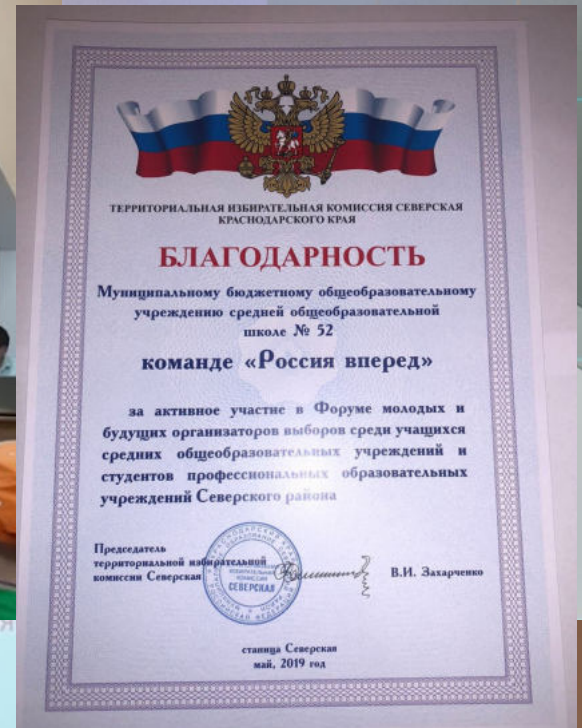 ТЕРРИТОРИАЛЬНАЯ ИЗБИРАТЕЛЬНАЯ КОМИССИЯ СЕВЕРСКАЯ
КРАСНОДАРСКОГО КРАЯ
БЛАГОДАРНОСТЬ
Муниципальному бюджетному общеобразовательному
учреждению средней общеобразовательной
школе № 52
команде «Россия вперед»
за активное участие в Форуме молодых и
будущих организаторов выборов среди учащихся
средних общеобразовательных учреждений и
студентов профессиональных образовательных
учреждений Северского района
Председатель
территориальной избирательной
комиссии Северская
СЕВЕРСКАЯ
В.И. Захарченко
станица Северская
май, 2019 год